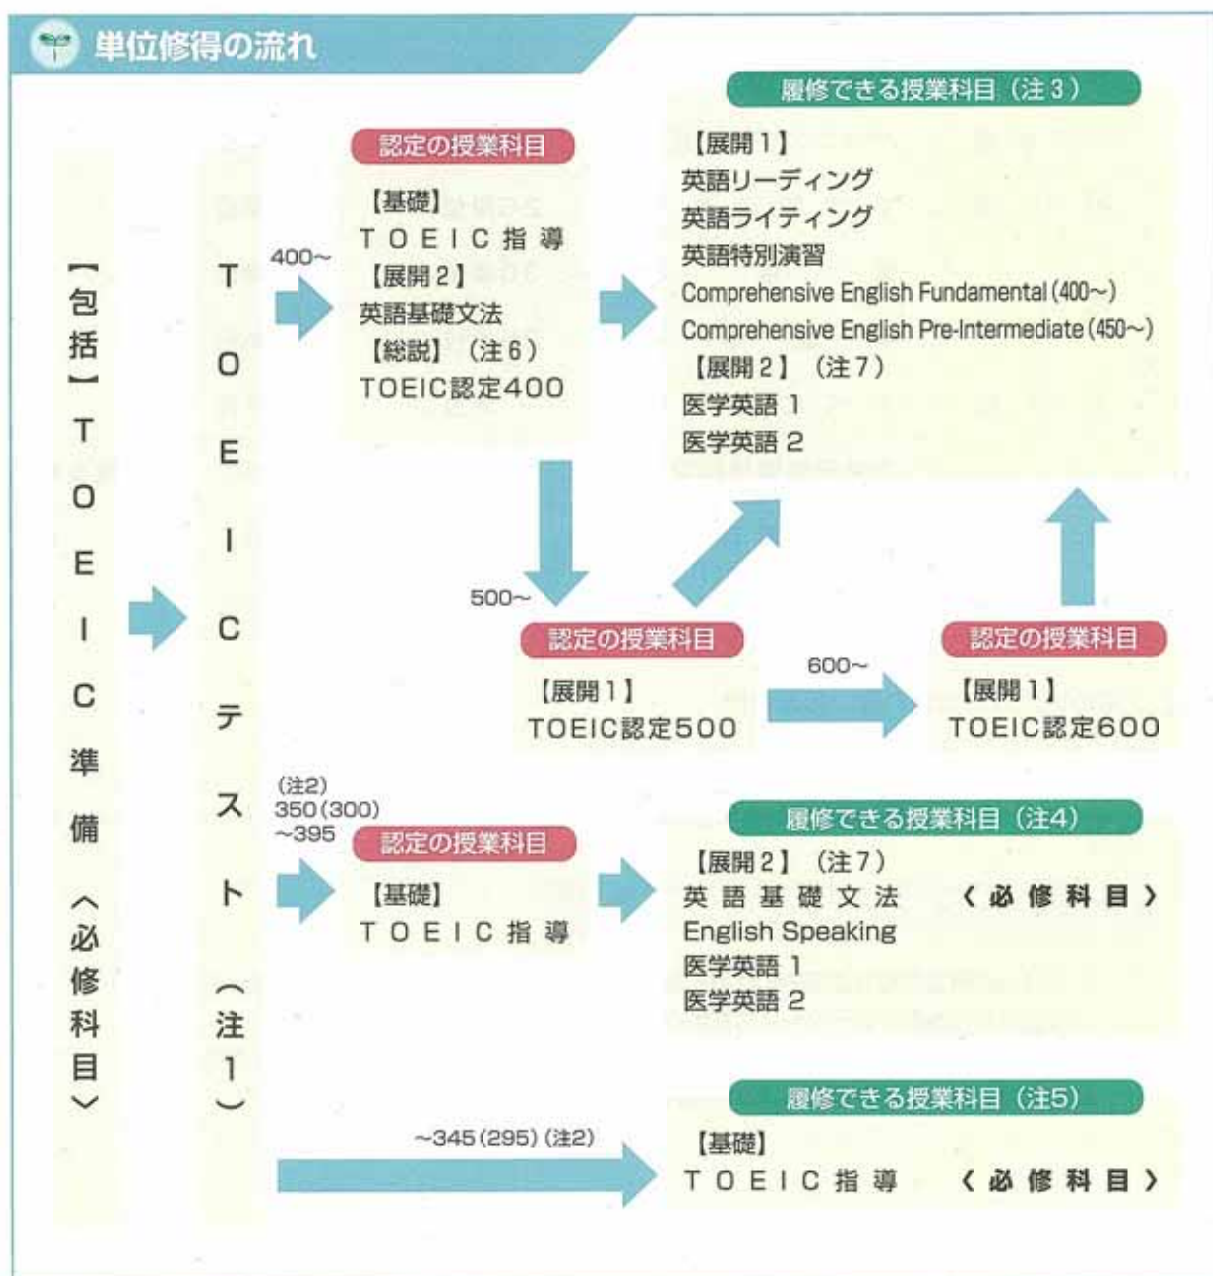 単位修得の流れ
【包括】TOEIC準備〈必修科目〉
TOEICテスト(注1)
400~
認定の授業科目
【基礎】
TOEIC指導
【展開2】
英語基礎文法
【総説】(注6)
TOEIC認定400
履修できる授業科目(注3)
【展開1】
英語リーディング
英語ライティング
英語特別演習
Comprehensive English Fundamental(400~)
Comprehensive English Pre-Intermediate(450~)
【展開2】(注7)
医学英語1
医学英語2
500~
認定の授業科目
【展開1】
TOEIC認定500
600~
認定の授業科目
【展開1】
TOEIC認定600
(注2)
350(300)
~395
認定の授業科目
【基礎】
TOEIC指導
履修できる授業科目(注4)
【展開2】(注7)
英語基礎文法 〈必修科目〉
English Speaking
医学英語1
医学英語2
~345(295)(注2)
履修できる授業科目(注5)
【基礎】
TOEIC指導 〈必修科目〉